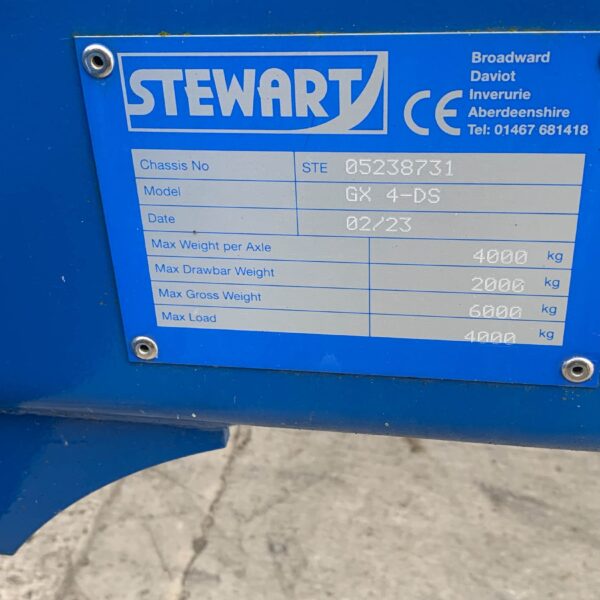 STEWART
CE
Broadward
Daviot
Inverurie
Aberdeenshire
Tel: 01467 681418
Chassis No STE 05238731
Model GX 4-DS
Date 02/23
Max Weight per Axle 4000 kg
Max Drawbar Weight 2000 kg
Max Gross Weight 6000 kg
Max Load 4000 kg